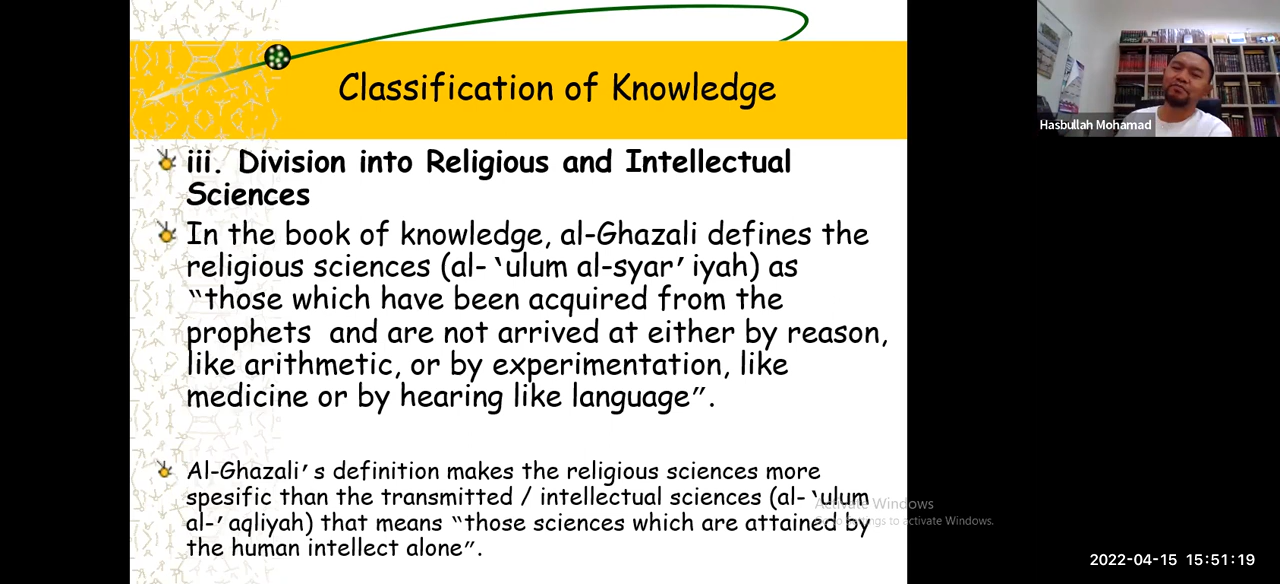 Classification of Knowledge
iii. Division into Religious and Intellectual
Sciences
In the book of knowledge, al-Ghazali defines the
religious sciences (al- ‘ulum al-syar’ iyah) as
“those which have been acquired from the
prophets and are not arrived at either by reason,
like arithmetic, or by experimentation, like
medicine or by hearing like language”.
Al-Ghazali’s definition makes the religious sciences more
spesific than the transmitted / intellectual sciences (al- ‘ulum
al-’ aqliyah) that means “those sciences which are attained by
the human intellect alone”.
Activate Windows
Go to Settings to activate Windows.
Hasbullah Mohamad
2022-04-15 15:51:19